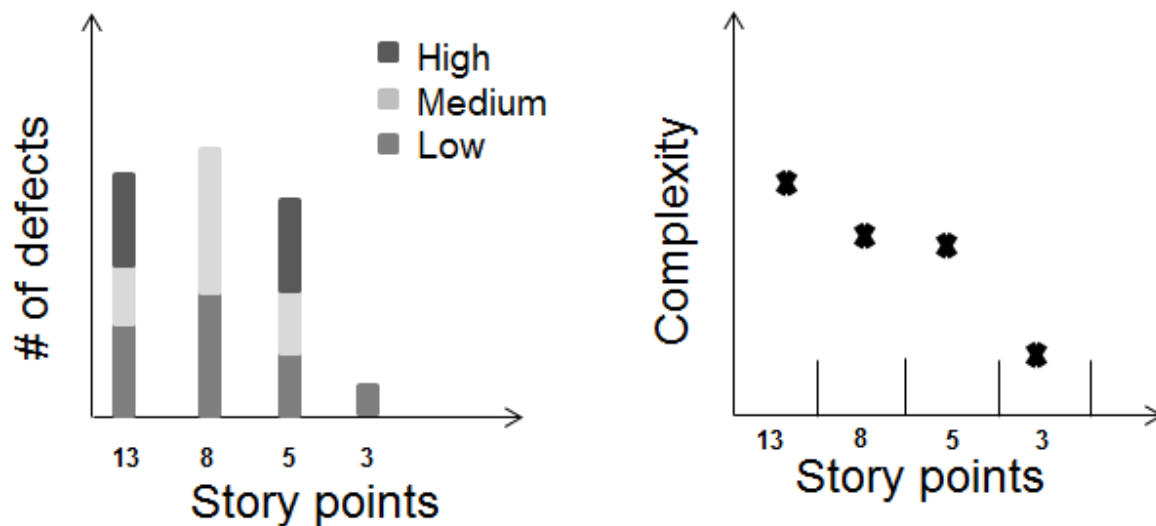 High
Medium
Low
# of defects
13 8 5 3
Story points
Complexity
13 8 5 3
Story points